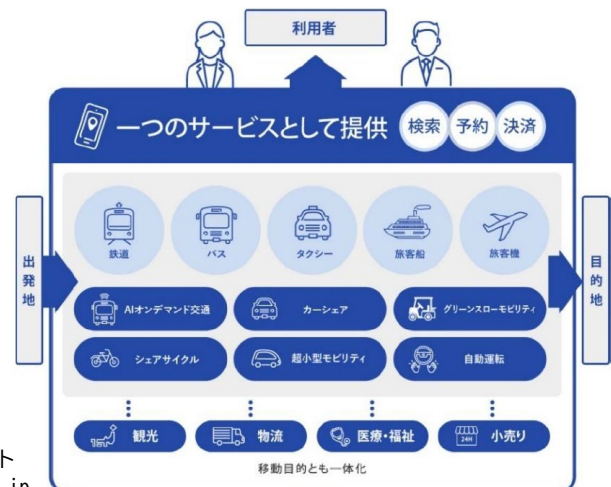 利用者
一つのサービスとして提供 検索 予約 決済
出発地
目的地
鉄道 バス タクシー 旅客船 旅客機
AIオンデマンド交通 カーシェア グリーンスローモビリティ
シェアサイクル 超小型モビリティ 自動運転
観光 物流 医療・福祉 24H 小売り
移動目的とも一体化
ト
in